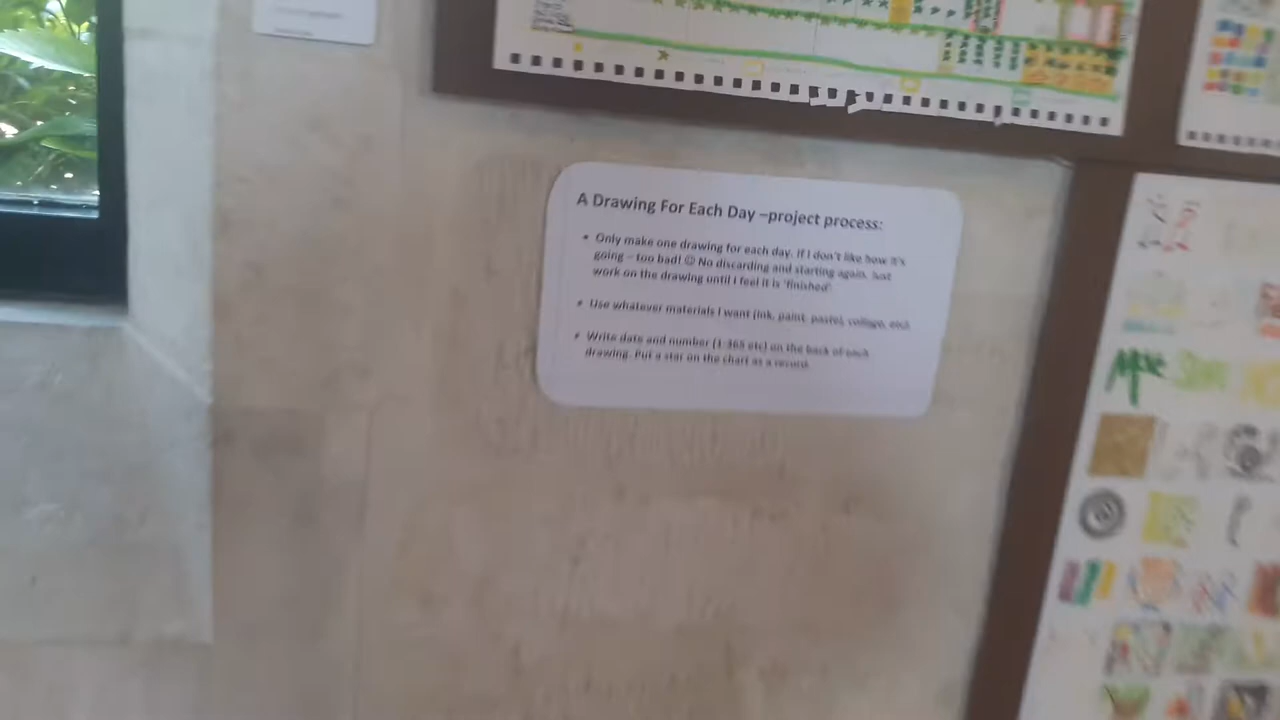 A Drawing For Each Day –project process:
• Only make one drawing for each day. If I don't like how it's
going – too bad! ☺ No discarding and starting again. Just
work on the drawing until I feel it is 'finished'.
• Use whatever materials I want (ink, paint, pastel, collage, etc).
• Write date and number (1-365 etc) on the back of each
drawing. Put a star on the chart as a record.